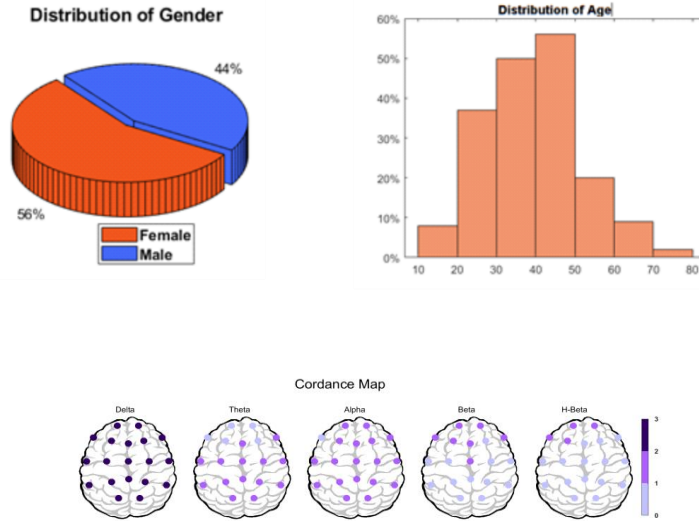 Distribution of Gender
44%
56%
Female
Male
Distribution of Age
60%
50%
40%
30%
20%
10%
0%
10 20 30 40 50 60 70 80
Cordance Map
Delta Theta Alpha Beta H-Beta
3
2
1
0